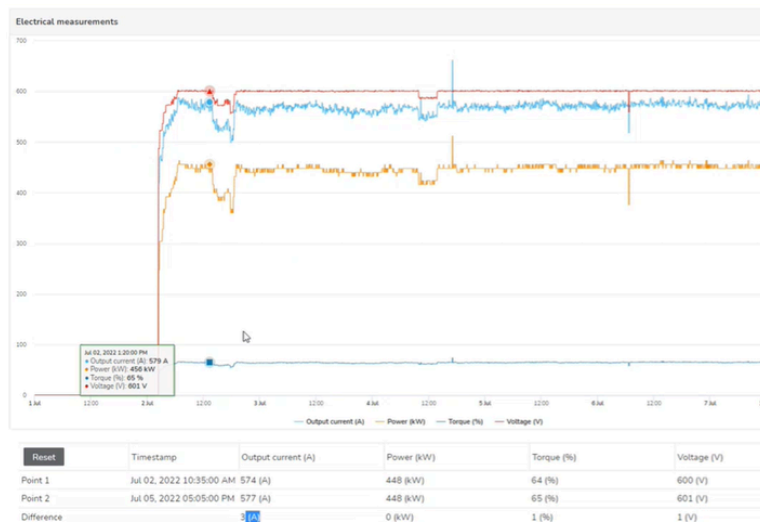 Electrical measurements
700
600
500
400
300
200
100
0
Jul 02, 2022 1:20:00 PM
Output current (A): 579 A
Power (kW): 456 kW
Torque (%): 65 %
Voltage (V): 601 V
1 Jul 12:00 2 Jul 12:00 3 Jul 12:00 4 Jul 12:00 5 Jul 12:00 6 Jul 12:00 7 Jul
Output current (A) Power (kW) Torque (%) Voltage (V)
Reset Timestamp Output current (A) Power (kW) Torque (%) Voltage (V)
Point 1 Jul 02, 2022 10:35:00 AM 574 (A) 448 (kW) 64 (%) 600 (V)
Point 2 Jul 05, 2022 05:05:00 PM 577 (A) 448 (kW) 65 (%) 601 (V)
Difference 3 (A) 0 (kW) 1 (%) 1 (V)